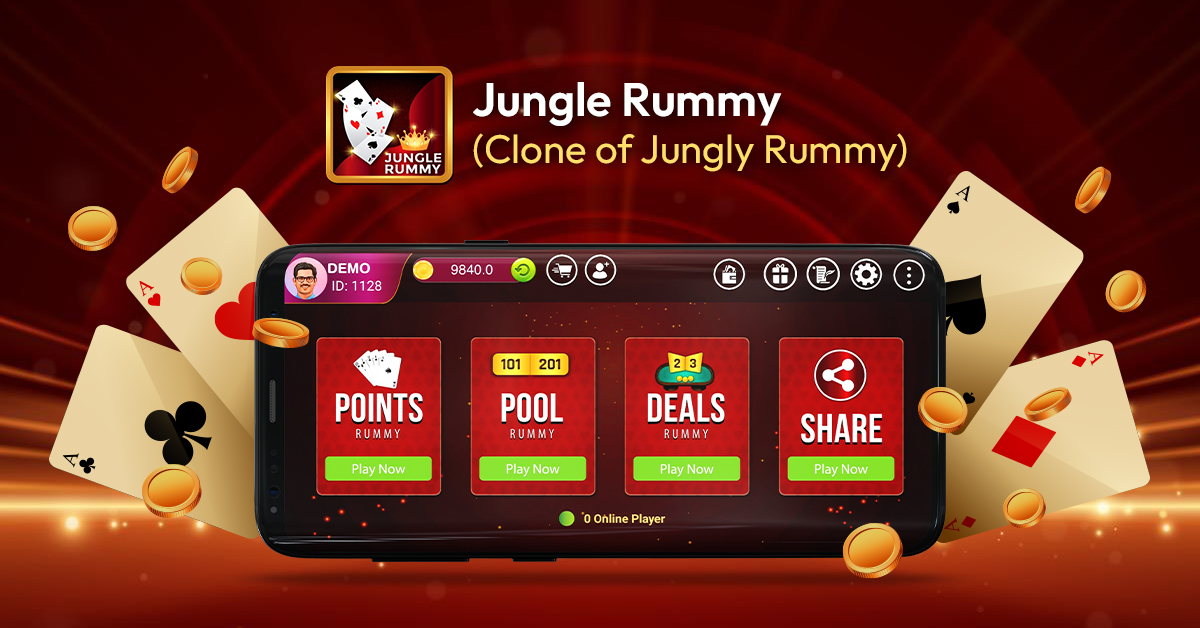 JUNGLE
RUMMY
Jungle Rummy
(Clone of Jungly Rummy)
A
A
A
A
A
DEMO
ID: 1128
9840.0
POINTS
RUMMY
Play Now
101 201
POOL
RUMMY
Play Now
2 3
DEALS
RUMMY
Play Now
SHARE
Play Now
0 Online Player